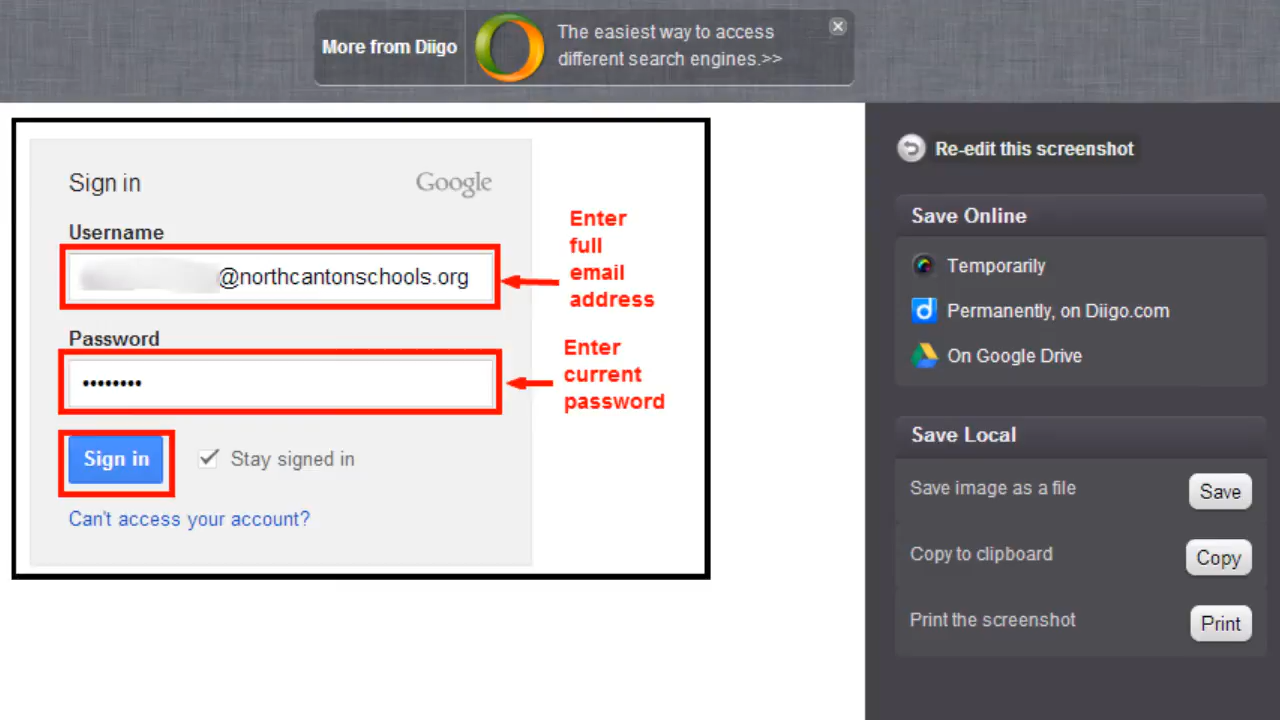 More from Diigo
The easiest way to access
different search engines.>>
Sign in
Google
Username
@northcantonschools.org
Password
••••••••
Sign in
Stay signed in
Can't access your account?
Enter
full
email
address
Enter
current
password
Re-edit this screenshot
Save Online
Temporarily
Permanently, on Diigo.com
On Google Drive
Save Local
Save image as a file
Save
Copy to clipboard
Copy
Print the screenshot
Print